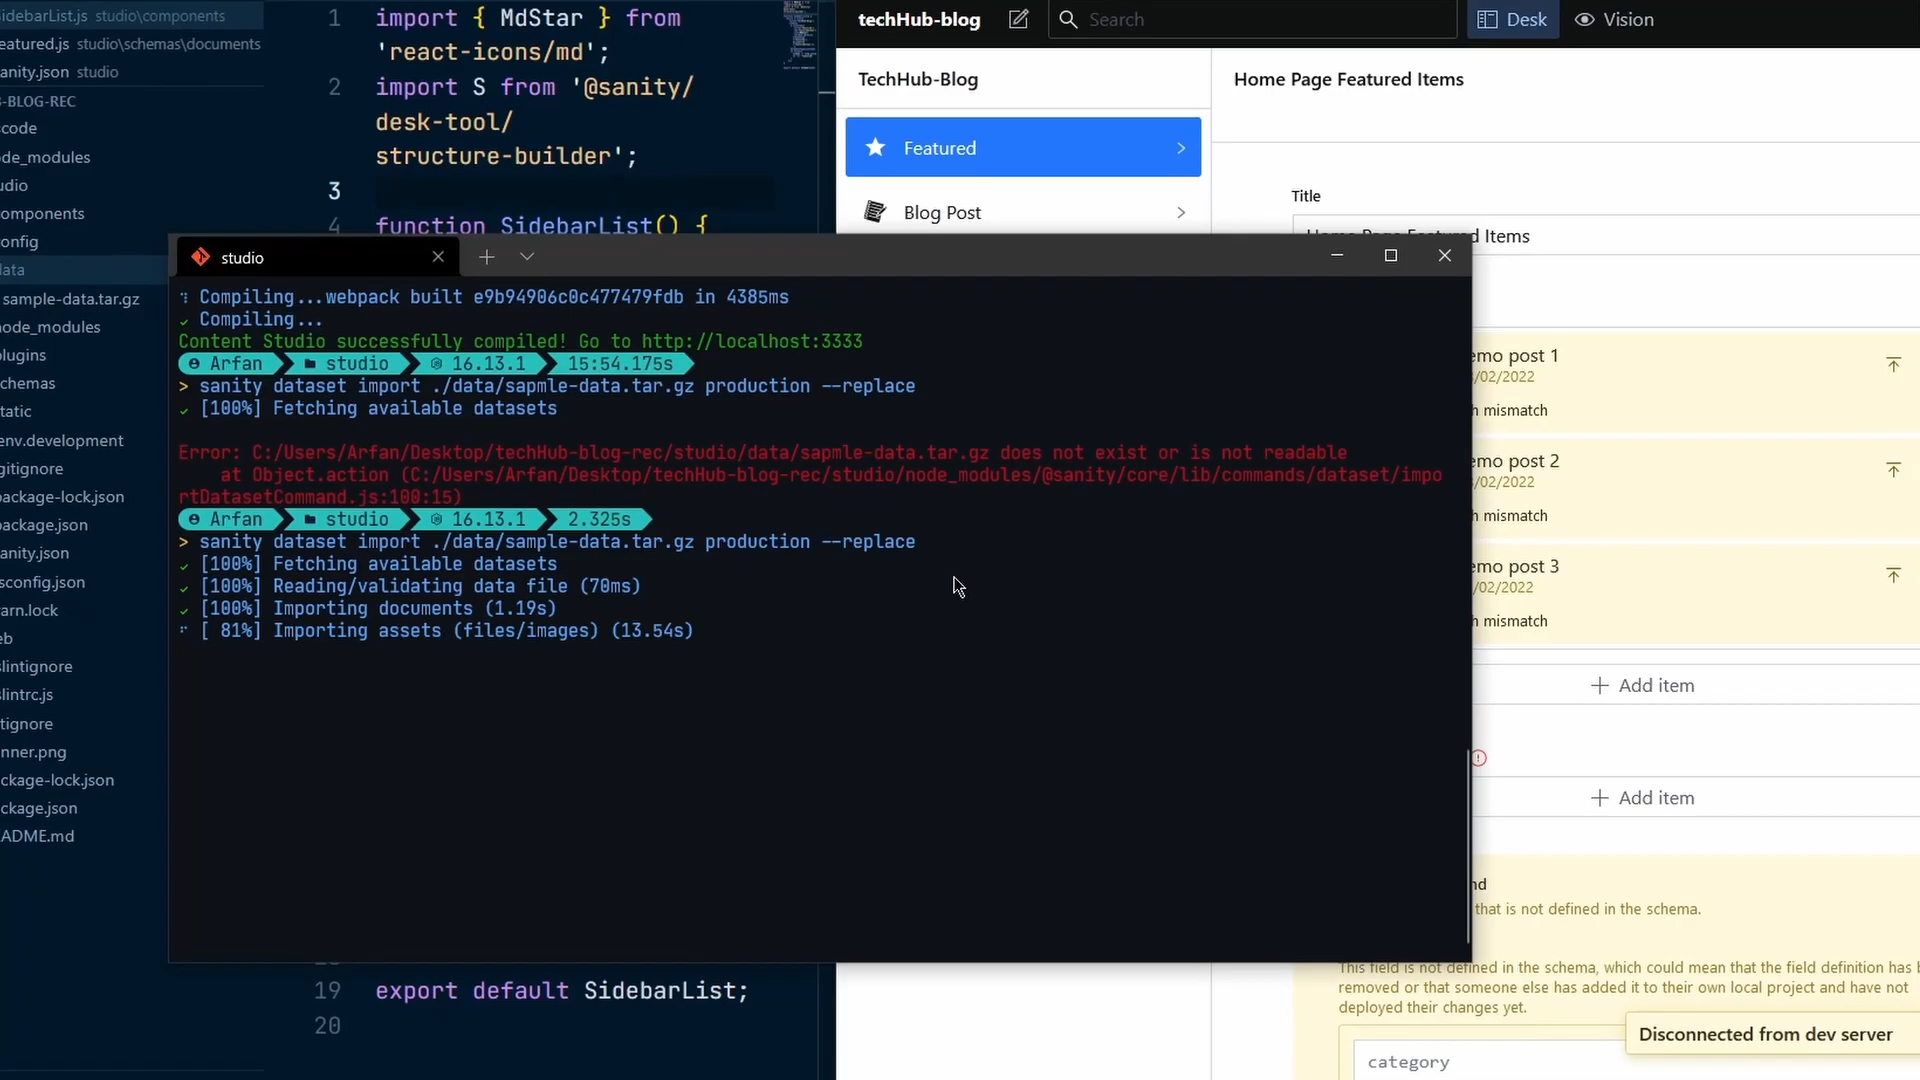 idebarList.js studio\components
eatured.js studio\schemas\documents
anity.json studio
B-BLOG-REC
code
ode_modules
udio
omponents
onfig
ata
sample-data.tar.gz
node_modules
plugins
chemas
tatic
env.development
gitignore
package-lock.json
package.json
anity.json
sconfig.json
arn.lock
eb
slintignore
slintrc.js
itignore
nner.png
ckage-lock.json
ckage.json
ADME.md
1 import { MdStar } from
'react-icons/md';
2 import S from '@sanity/
desk-tool/
structure-builder';
3
4 function SidebarList() {
19 export default SidebarList;
20
techHub-blog
Search
Desk
Vision
TechHub-Blog
Featured
Blog Post
Home Page Featured Items
Title
Home Page Featured Items
emo post 1
/02/2022
h mismatch
emo post 2
/02/2022
h mismatch
emo post 3
/02/2022
h mismatch
Add item
Add item
nd
that is not defined in the schema.
This field is not defined in the schema, which could mean that the field definition has
removed or that someone else has added it to their own local project and have not
deployed their changes yet.
category
Disconnected from dev server
studio
Compiling...webpack built e9b94906c0c477479fdb in 4385ms
✓ Compiling...
Content Studio successfully compiled! Go to http://localhost:3333
Arfan studio 16.13.1 15:54.175s
> sanity dataset import ./data/sapmle-data.tar.gz production --replace
✓ [100%] Fetching available datasets
Error: C:/Users/Arfan/Desktop/techHub-blog-rec/studio/data/sapmle-data.tar.gz does not exist or is not readable
at Object.action (C:/Users/Arfan/Desktop/techHub-blog-rec/studio/node_modules/@sanity/core/lib/commands/dataset/impo
rtDatasetCommand.js:100:15)
Arfan studio 16.13.1 2.325s
> sanity dataset import ./data/sample-data.tar.gz production --replace
✓ [100%] Fetching available datasets
✓ [100%] Reading/validating data file (70ms)
✓ [100%] Importing documents (1.19s)
[ 81%] Importing assets (files/images) (13.54s)